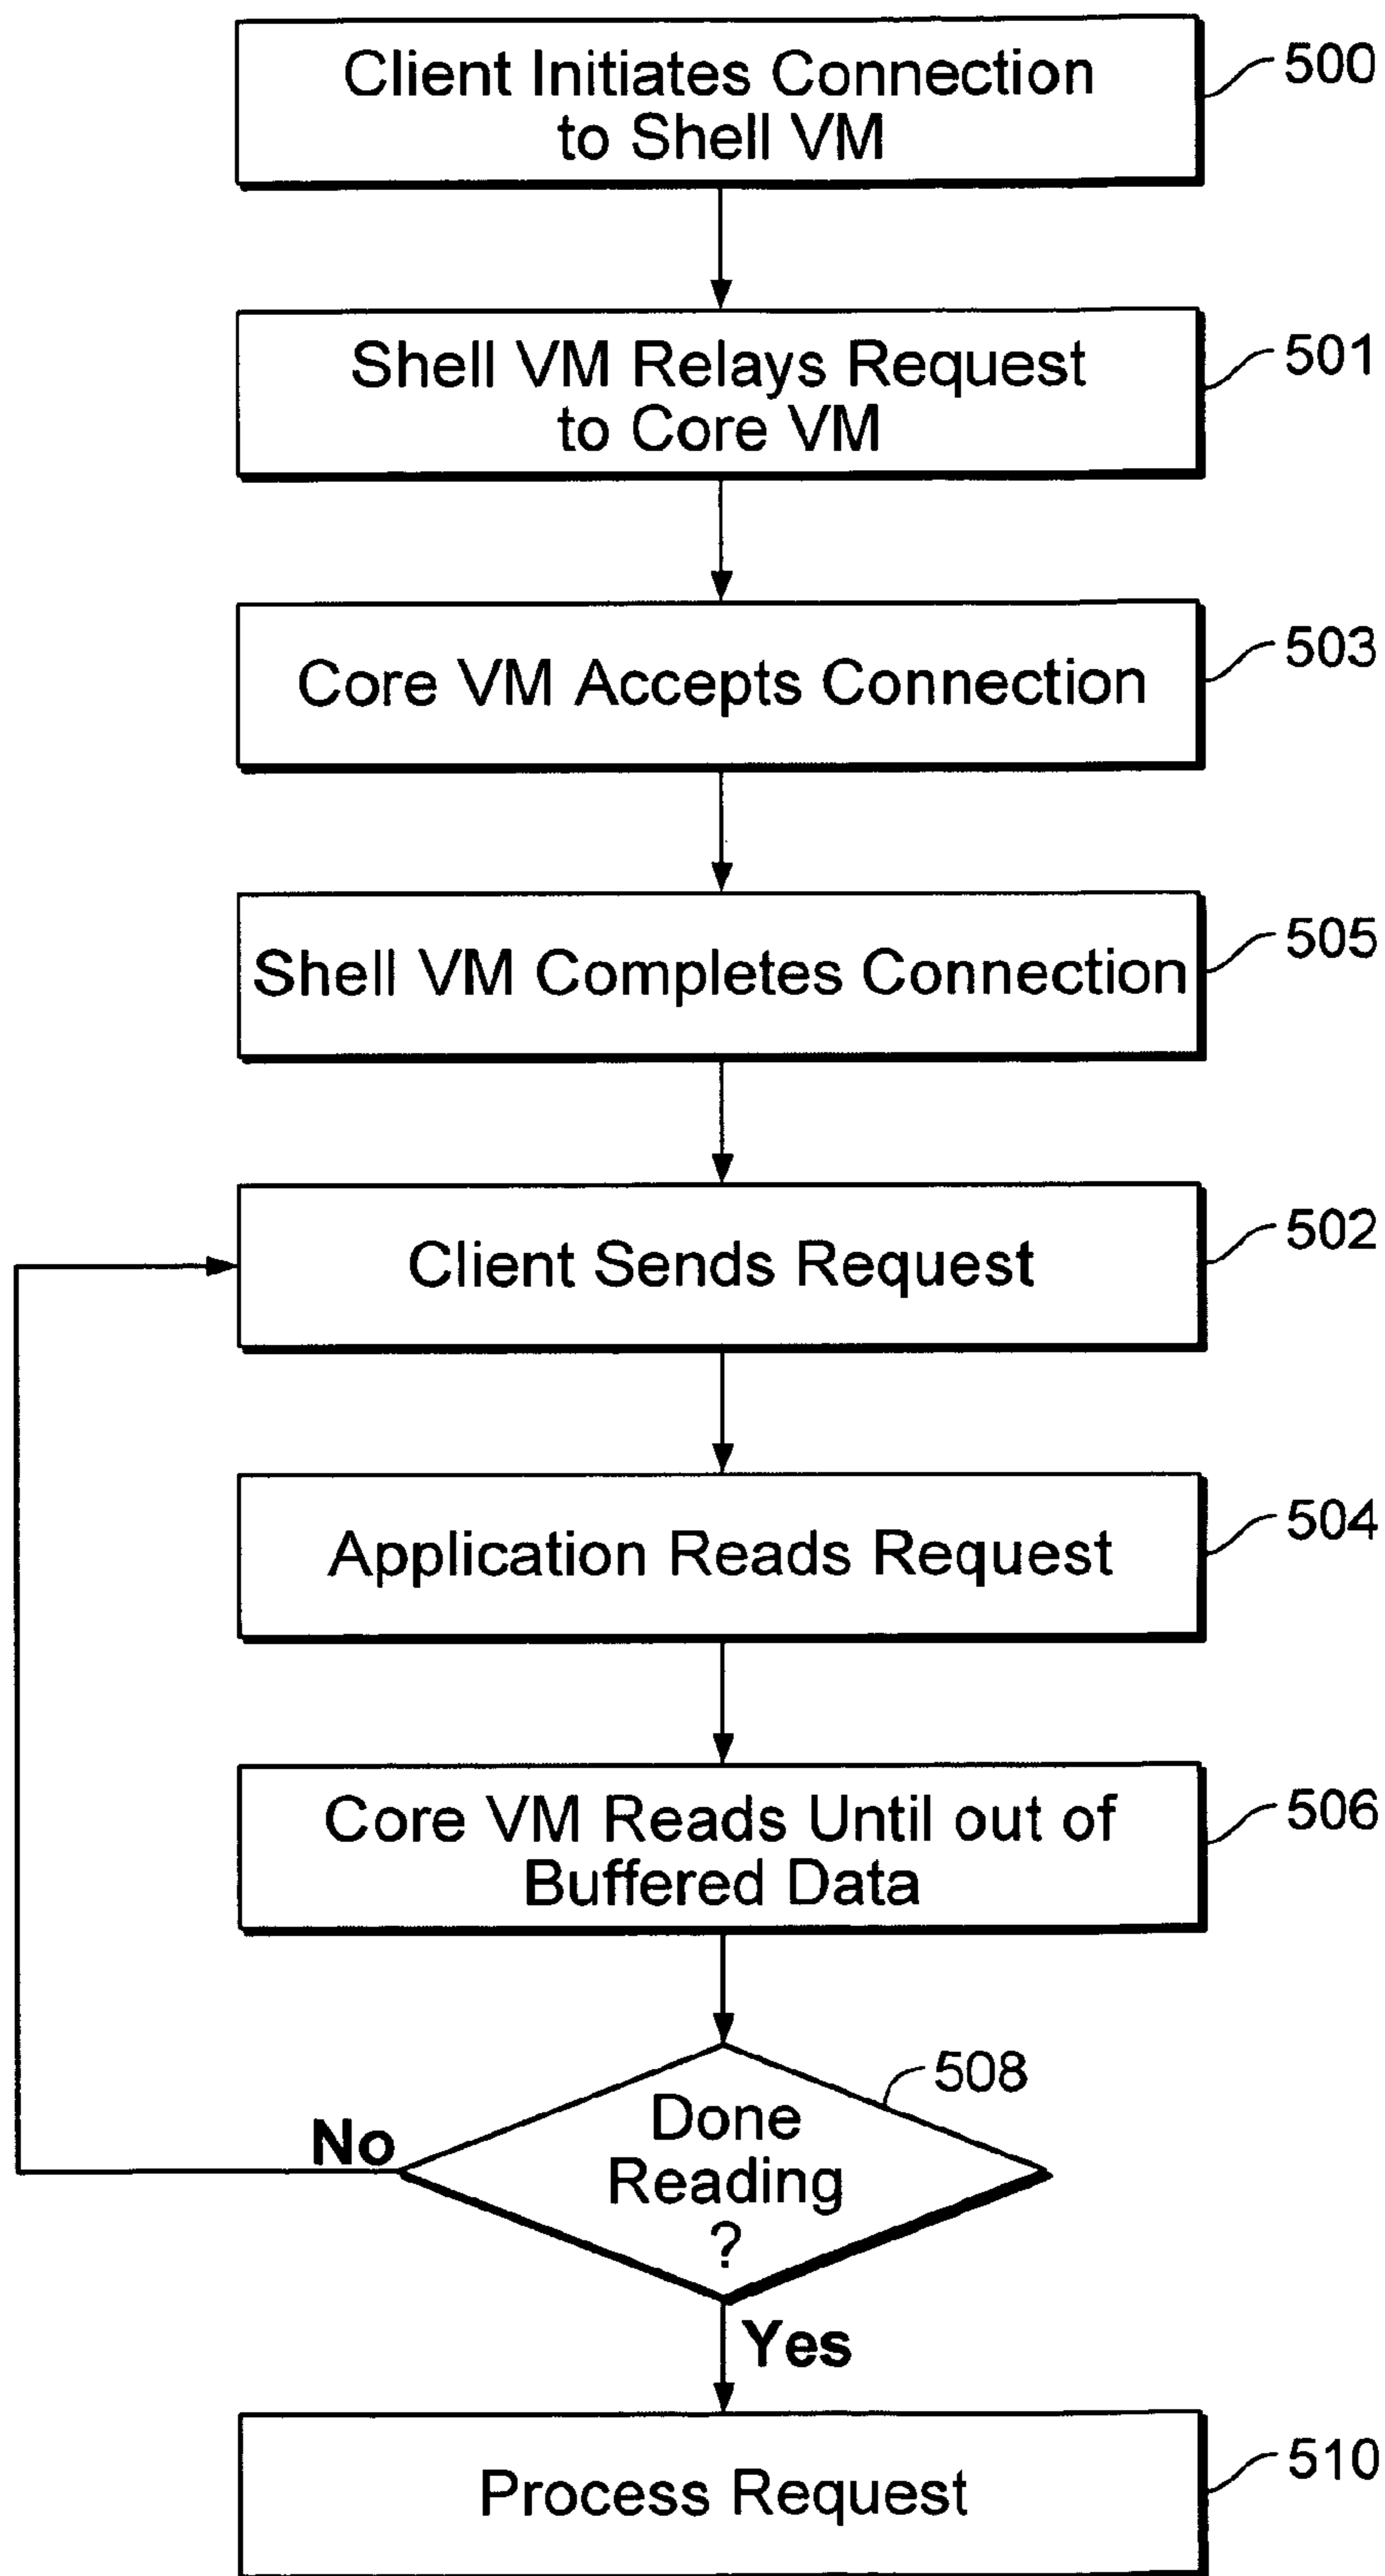 Client Initiates Connection
to Shell VM
500
Shell VM Relays Request
to Core VM
501
Core VM Accepts Connection
503
Shell VM Completes Connection
505
Client Sends Request
502
Application Reads Request
504
Core VM Reads Until out of
Buffered Data
506
508
Done
Reading
?
No
Yes
Process Request
510